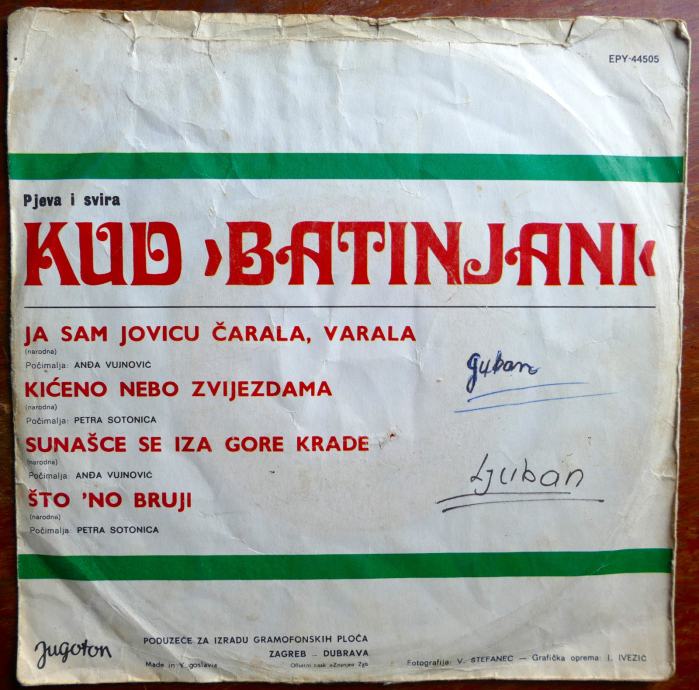 EPY-44505
Pjeva i svira
KUD ›BATINJANI‹
JA SAM JOVICU ČARALA, VARALA
(narodna)
Počimalja: ANĐA VUJNOVIĆ
KIĆENO NEBO ZVIJEZDAMA
(narodna)
Počimalja: PETRA SOTONICA
SUNAŠCE SE IZA GORE KRADE
(narodna)
Počimalja: ANĐA VUJNOVIĆ
ŠTO 'NO BRUJI
(narodna)
Počimalja: PETRA SOTONICA
Ljuban
Jugoton
PODUZEĆE ZA IZRADU GRAMOFONSKIH PLOČA
ZAGREB – DUBRAVA
Made in Yugoslavia
Fotografija: V. STEFANEC — Grafička oprema: I. IVEZIĆ